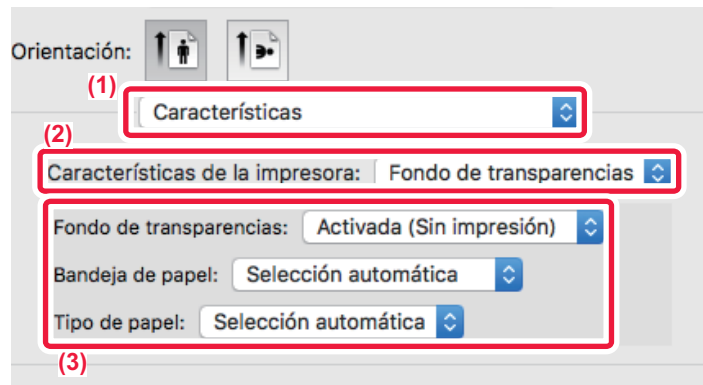 Orientación:
(1)
Características
(2)
Características de la impresora: Fondo de transparencias
Fondo de transparencias: Activada (Sin impresión)
Bandeja de papel: Selección automática
Tipo de papel: Selección automática
(3)